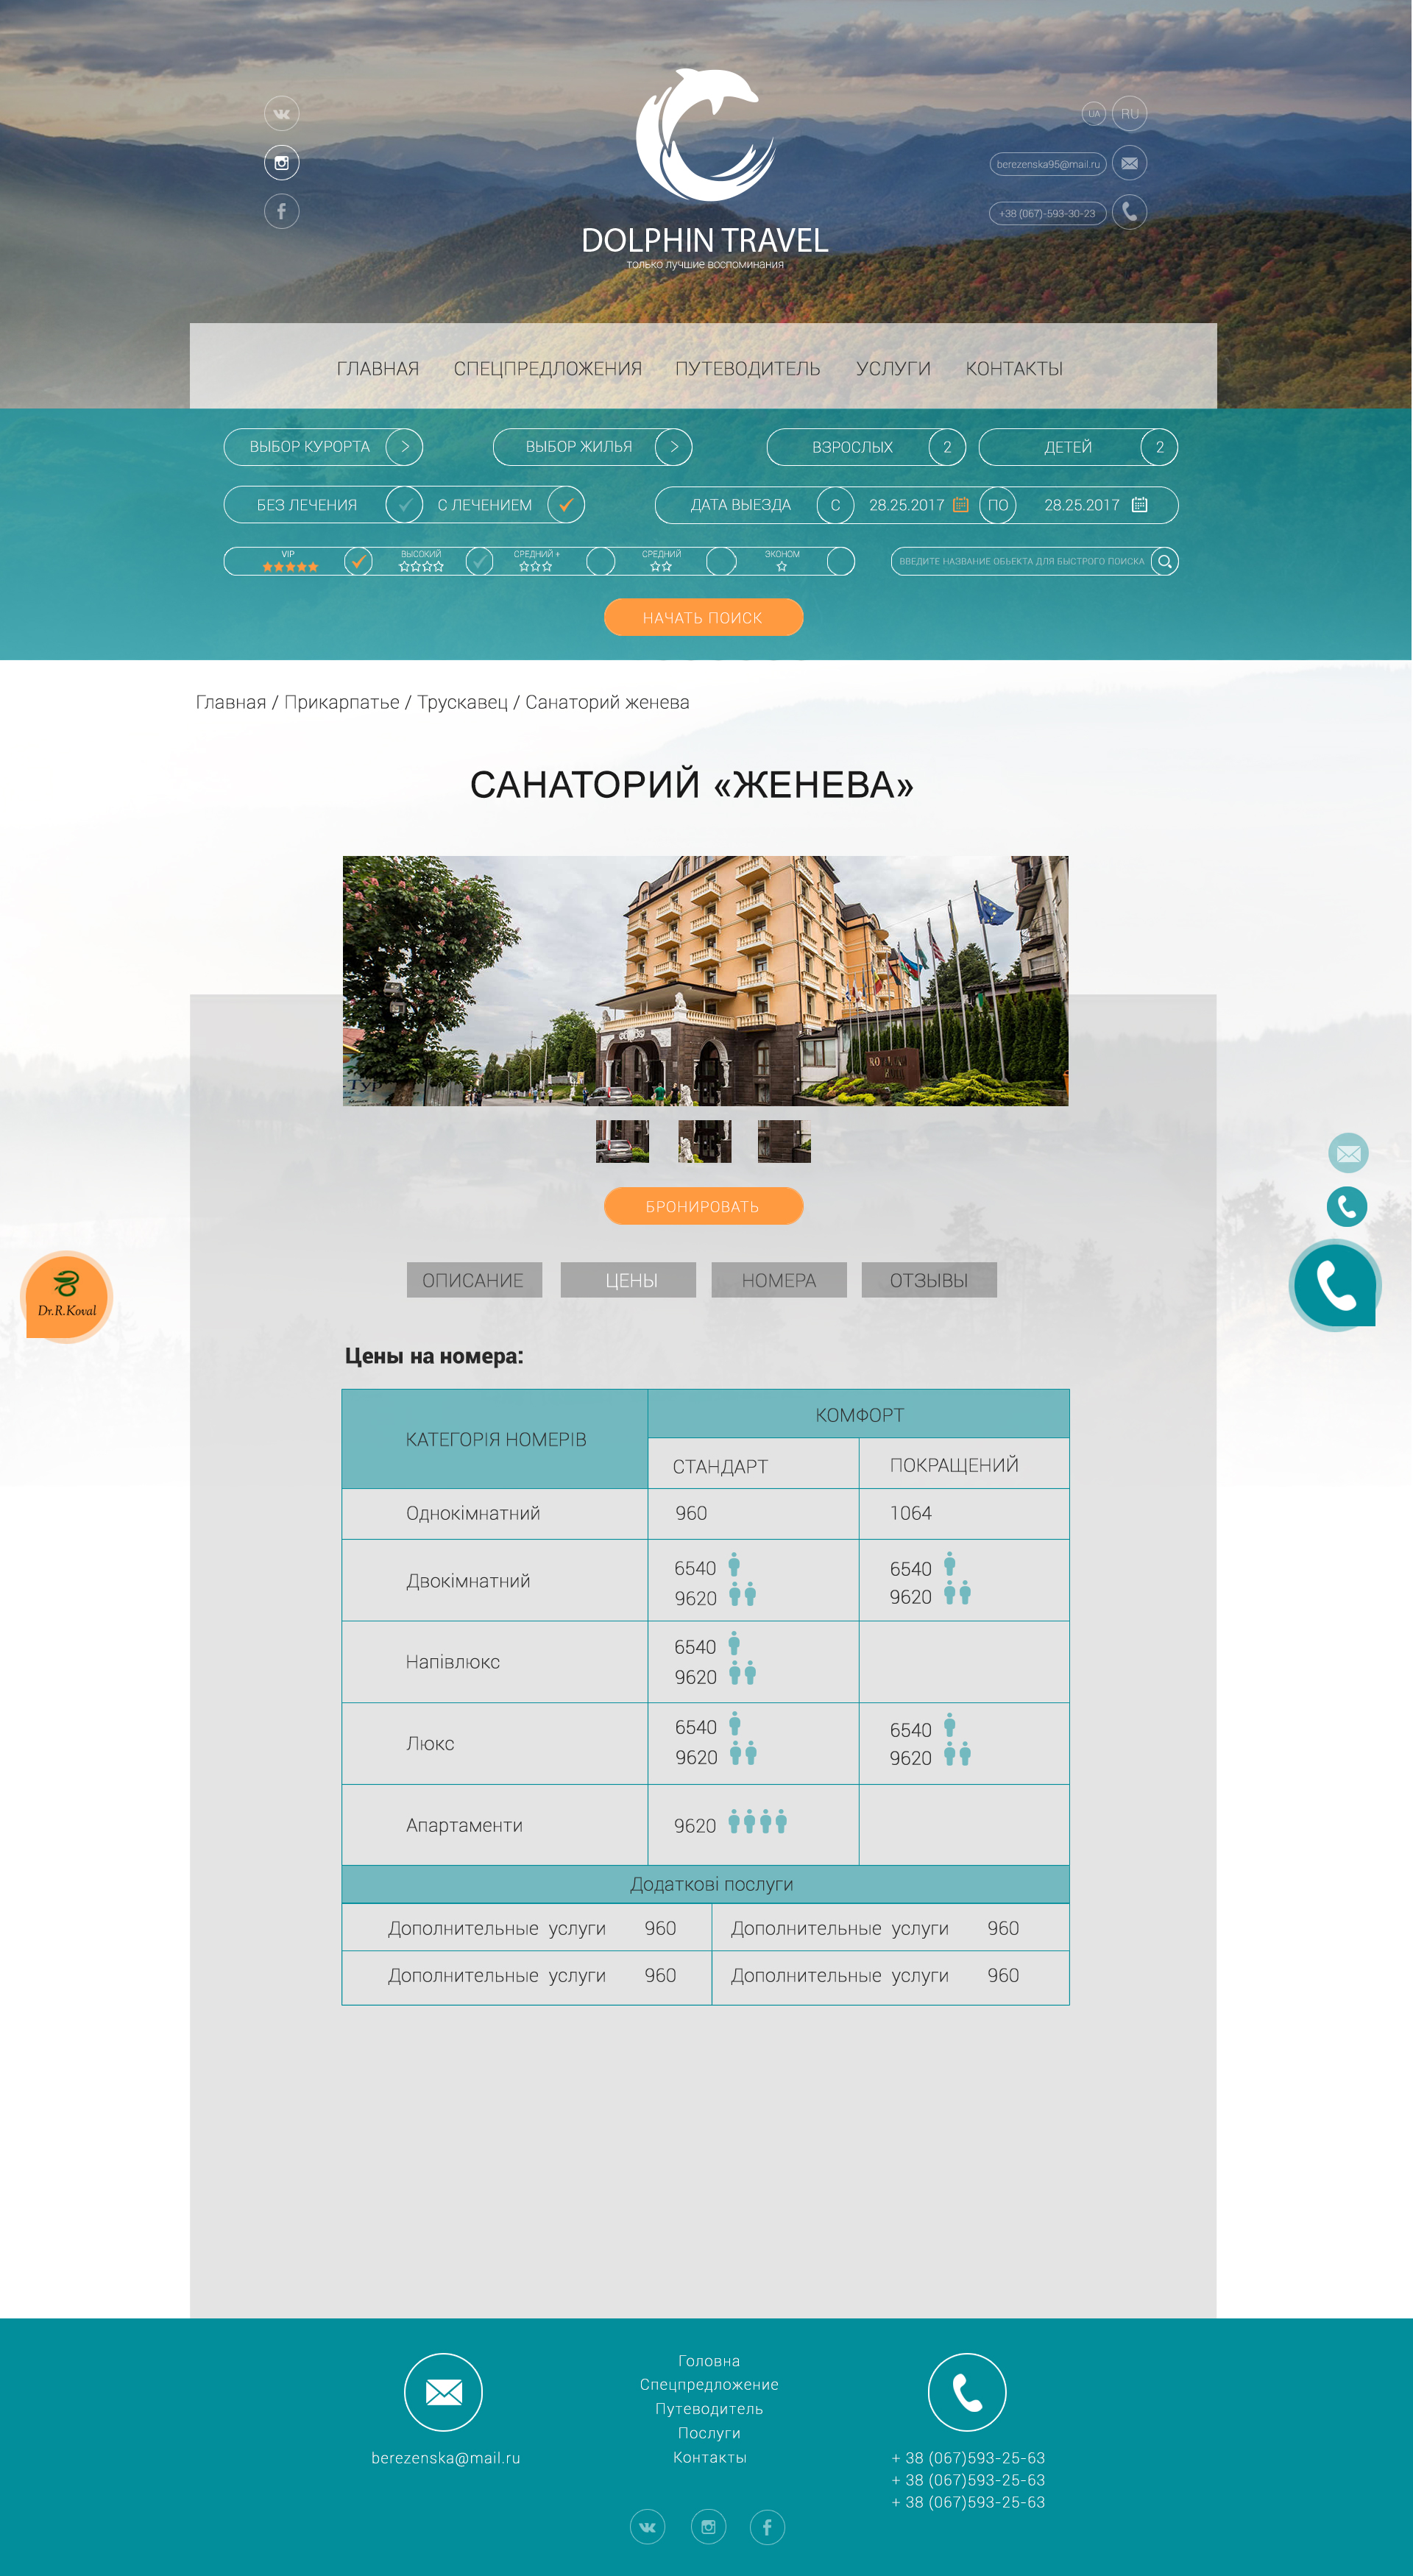 UA RU
berezenska95@mail.ru
+38 (067)-593-30-23
DOLPHIN TRAVEL
только лучшие воспоминания
ГЛАВНАЯ СПЕЦПРЕДЛОЖЕНИЯ ПУТЕВОДИТЕЛЬ УСЛУГИ КОНТАКТЫ
ВЫБОР КУРОРТА > ВЫБОР ЖИЛЬЯ > ВЗРОСЛЫХ 2 ДЕТЕЙ 2
БЕЗ ЛЕЧЕНИЯ С ЛЕЧЕНИЕМ ДАТА ВЫЕЗДА С 28.25.2017 ПО 28.25.2017
VIP ВЫСОКИЙ СРЕДНИЙ + СРЕДНИЙ ЭКОНОМ
ВВЕДИТЕ НАЗВАНИЕ ОБЬЕКТА ДЛЯ БЫСТРОГО ПОИСКА
НАЧАТЬ ПОИСК
Главная / Прикарпатье / Трускавец / Санаторий женева
САНАТОРИЙ «ЖЕНЕВА»
ТУР
БРОНИРОВАТЬ
Dr.R.Koval
ОПИСАНИЕ ЦЕНЫ НОМЕРА ОТЗЫВЫ
Цены на номера:
КАТЕГОРІЯ НОМЕРІВ КОМФОРТ
СТАНДАРТ ПОКРАЩЕНИЙ
Однокімнатний 960 1064
Двокімнатний
6540 6540
9620 9620
Напівлюкс
6540
9620
Люкс
6540 6540
9620 9620
Апартаменти 9620
Додаткові послуги
Дополнительные услуги 960 Дополнительные услуги 960
Дополнительные услуги 960 Дополнительные услуги 960
Головна
Спецпредложение
Путеводитель
Послуги
Контакты
berezenska@mail.ru
+ 38 (067)593-25-63
+ 38 (067)593-25-63
+ 38 (067)593-25-63